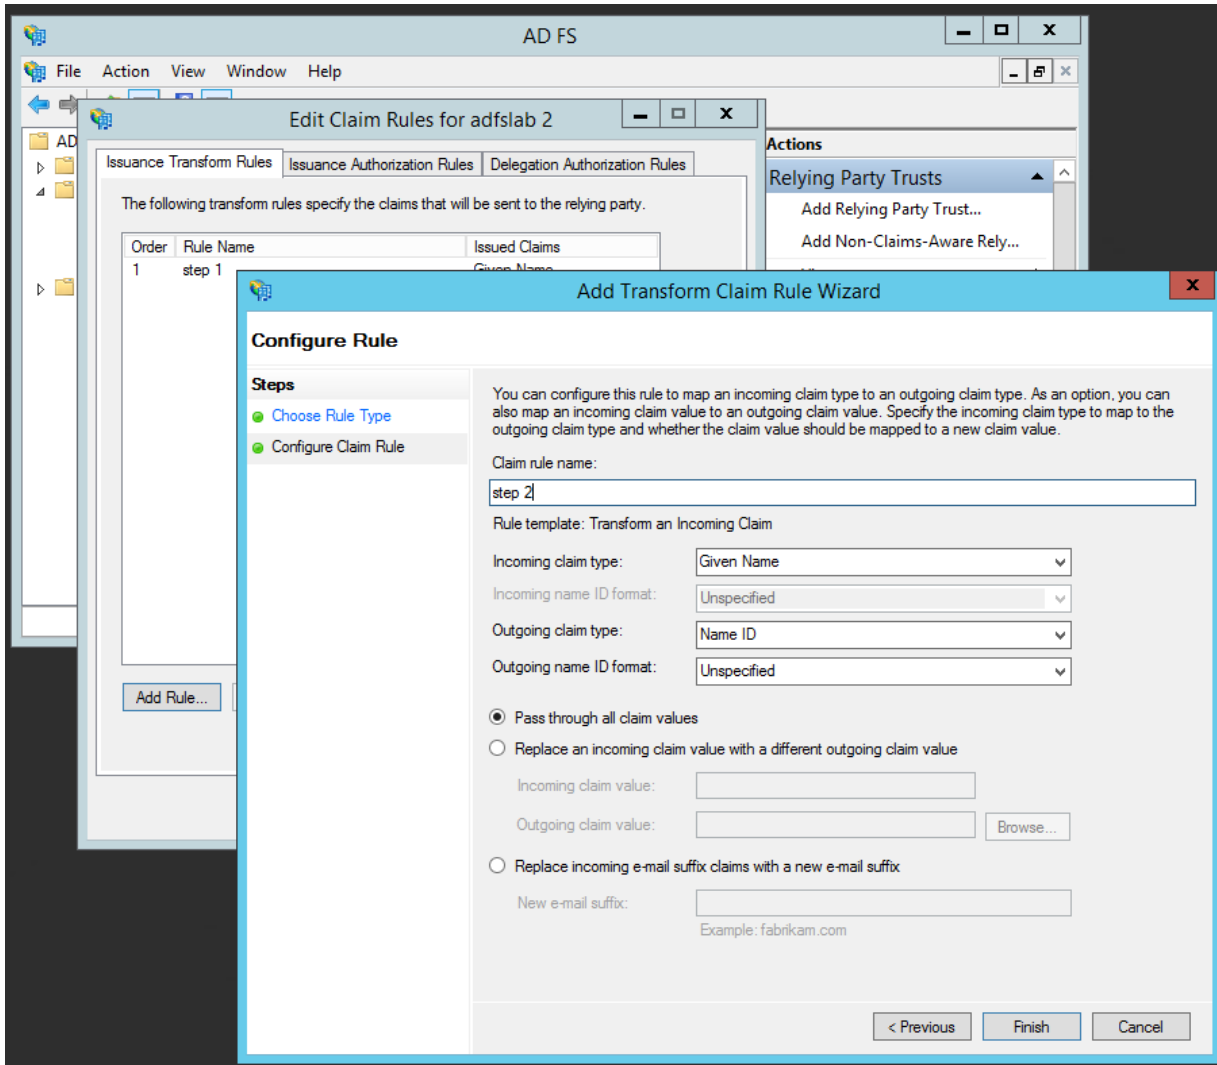 AD FS
File Action View Window Help
Edit Claim Rules for adfslab 2
AD
Issuance Transform Rules Issuance Authorization Rules Delegation Authorization Rules
The following transform rules specify the claims that will be sent to the relying party.
Order Rule Name Issued Claims
1 step 1 Given Name
Add Rule...
Actions
Relying Party Trusts
Add Relying Party Trust...
Add Non-Claims-Aware Rely...
Add Transform Claim Rule Wizard
Configure Rule
Steps
Choose Rule Type
Configure Claim Rule
You can configure this rule to map an incoming claim type to an outgoing claim type. As an option, you can
also map an incoming claim value to an outgoing claim value. Specify the incoming claim type to map to the
outgoing claim type and whether the claim value should be mapped to a new claim value.
Claim rule name:
step 2
Rule template: Transform an Incoming Claim
Incoming claim type: Given Name
Incoming name ID format: Unspecified
Outgoing claim type: Name ID
Outgoing name ID format: Unspecified
Pass through all claim values
Replace an incoming claim value with a different outgoing claim value
Incoming claim value:
Outgoing claim value: Browse...
Replace incoming e-mail suffix claims with a new e-mail suffix
New e-mail suffix:
Example: fabrikam.com
< Previous Finish Cancel